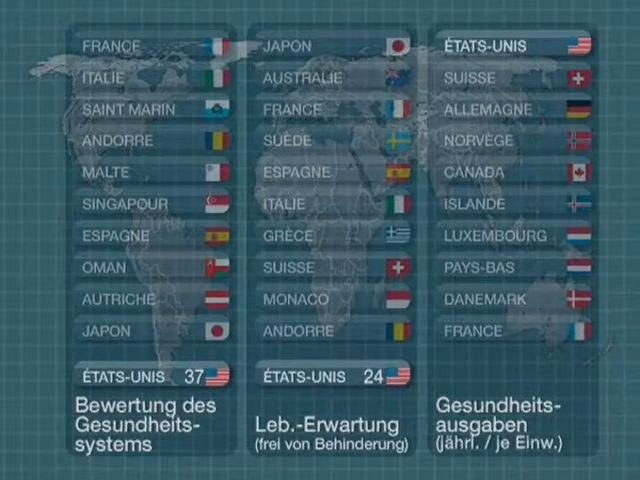 FRANCE
ITALIE
SAINT MARIN
ANDORRE
MALTE
SINGAPOUR
ESPAGNE
OMAN
AUTRICHE
JAPON
ÉTATS-UNIS 37
Bewertung des
Gesundheits-
systems
JAPON
AUSTRALIE
FRANCE
SUÈDE
ESPAGNE
ITALIE
GRÈCE
SUISSE
MONACO
ANDORRE
ÉTATS-UNIS 24
Leb.-Erwartung
(frei von Behinderung)
ÉTATS-UNIS
SUISSE
ALLEMAGNE
NORVÈGE
CANADA
ISLANDE
LUXEMBOURG
PAYS-BAS
DANEMARK
FRANCE
Gesundheits-
ausgaben
(jährl. / je Einw.)